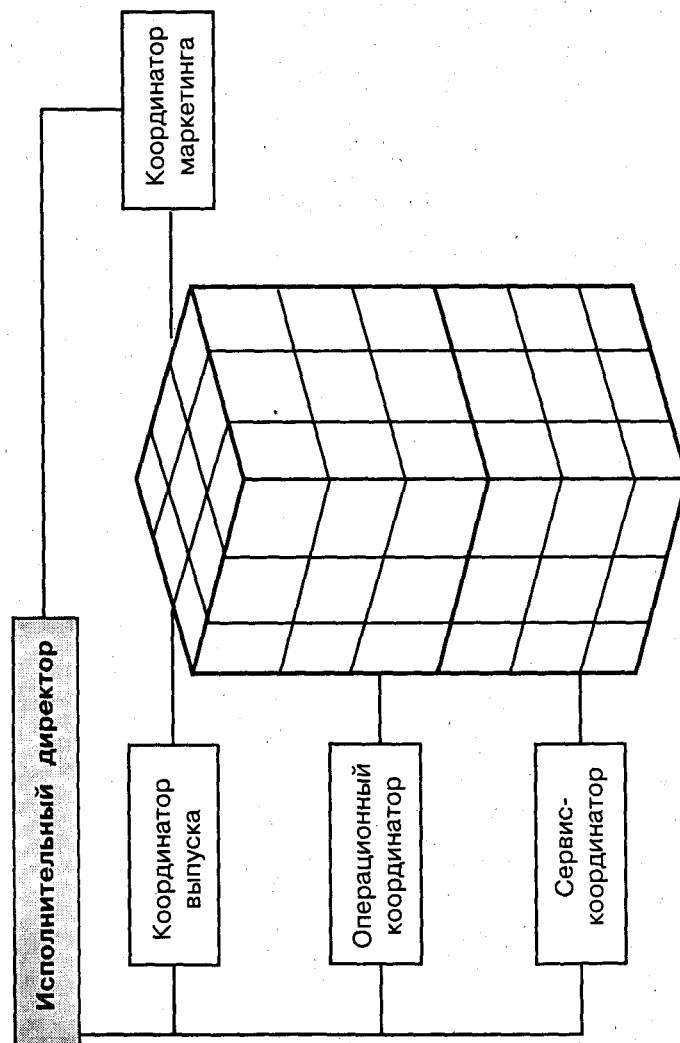 Исполнительный директор
Координатор
выпуска
Координатор
маркетинга
Операционный
координатор
Сервис-
координатор